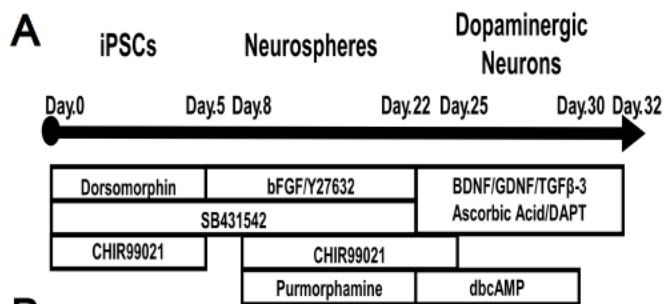 A
iPSCs
Neurospheres
Dopaminergic
Neurons
Day.0 Day.5 Day.8 Day.22 Day.25 Day.30 Day.32
Dorsomorphin bFGF/Y27632 BDNF/GDNF/TGFβ-3
SB431542 Ascorbic Acid/DAPT
CHIR99021 CHIR99021
Purmorphamine dbcAMP